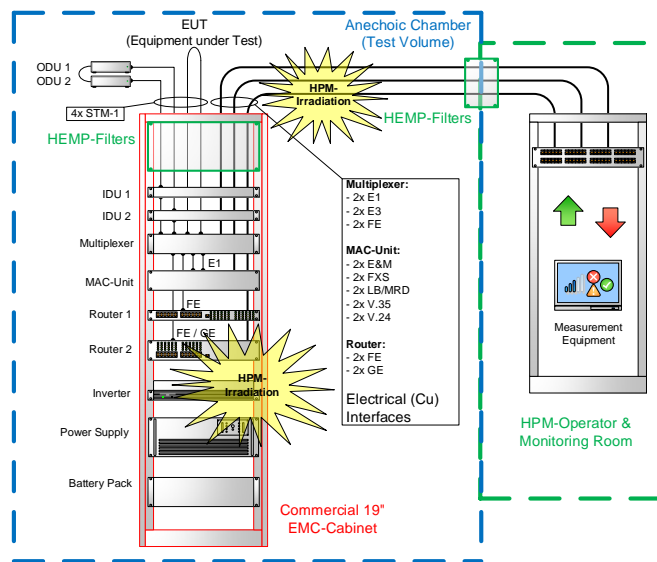 EUT
(Equipment under Test)
Anechoic Chamber
(Test Volume)
ODU 1
ODU 2
4x STM-1
HPM-
Irradiation
HEMP-Filters
HEMP-Filters
IDU 1
IDU 2
Multiplexer
E1
MAC-Unit
FE
Router 1
FE / GE
Router 2
Inverter
HPM-
Irradiation
Power Supply
Battery Pack
Commercial 19"
EMC-Cabinet
Multiplexer:
- 2x E1
- 2x E3
- 2x FE
MAC-Unit:
- 2x E&M
- 2x FXS
- 2x LB/MRD
- 2x V.35
- 2x V.24
Router:
- 2x FE
- 2x GE
Electrical (Cu)
Interfaces
Measurement
Equipment
HPM-Operator &
Monitoring Room